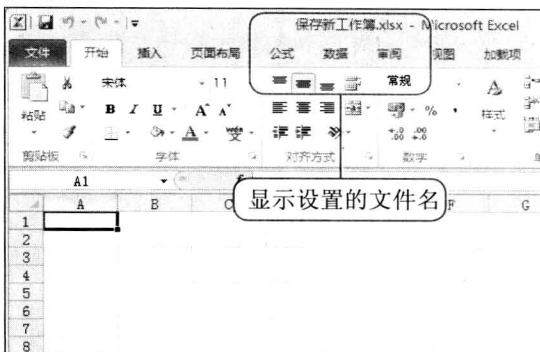 保存新工作簿.xlsx - Microsoft Excel
文件 开始 插入 页面布局 公式 数据 审阅 视图 加载项
宋体 11 常规
粘贴 B I U A A % 样式
A 变
剪贴板 字体 对齐方式 数字
A1
显示设置的文件名
A B C F G
1
2
3
4
5
6
7
8